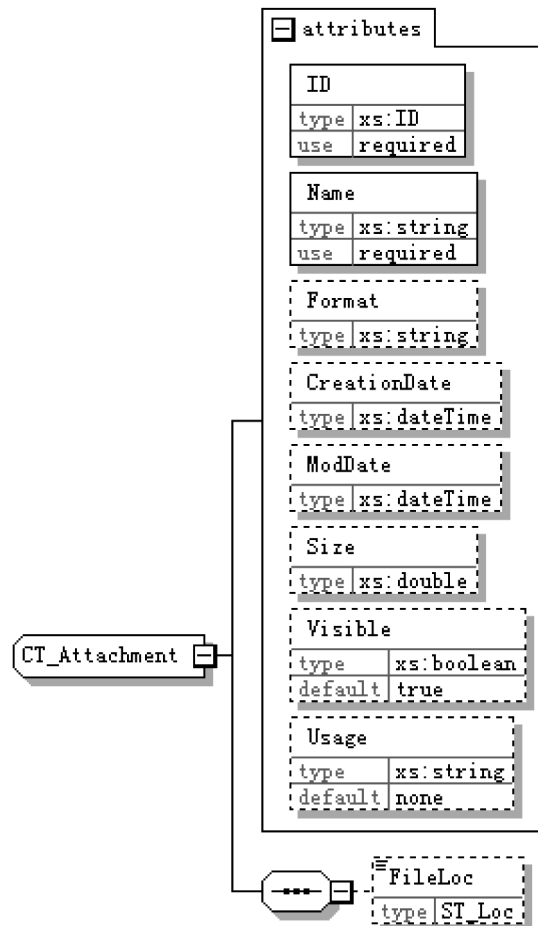 attributes
ID
type xs:ID
use required
Name
type xs:string
use required
Format
type xs:string
CreationDate
type xs:dateTime
ModDate
type xs:dateTime
Size
type xs:double
CT_Attachment
Visible
type xs:boolean
default true
Usage
type xs:string
default none
FileLoc
type ST_Loc